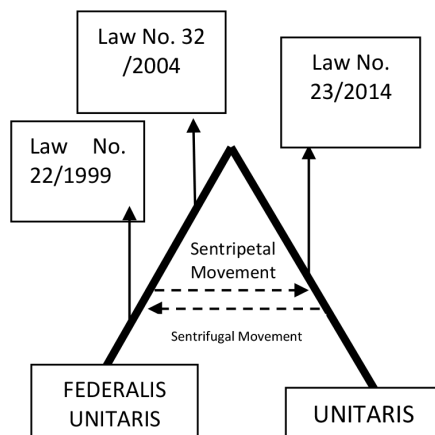 Law No. 32
/2004
Law No.
23/2014
Law No.
22/1999
Sentripetal
Movement
Sentrifugal Movement
FEDERALIS
UNITARIS
UNITARIS